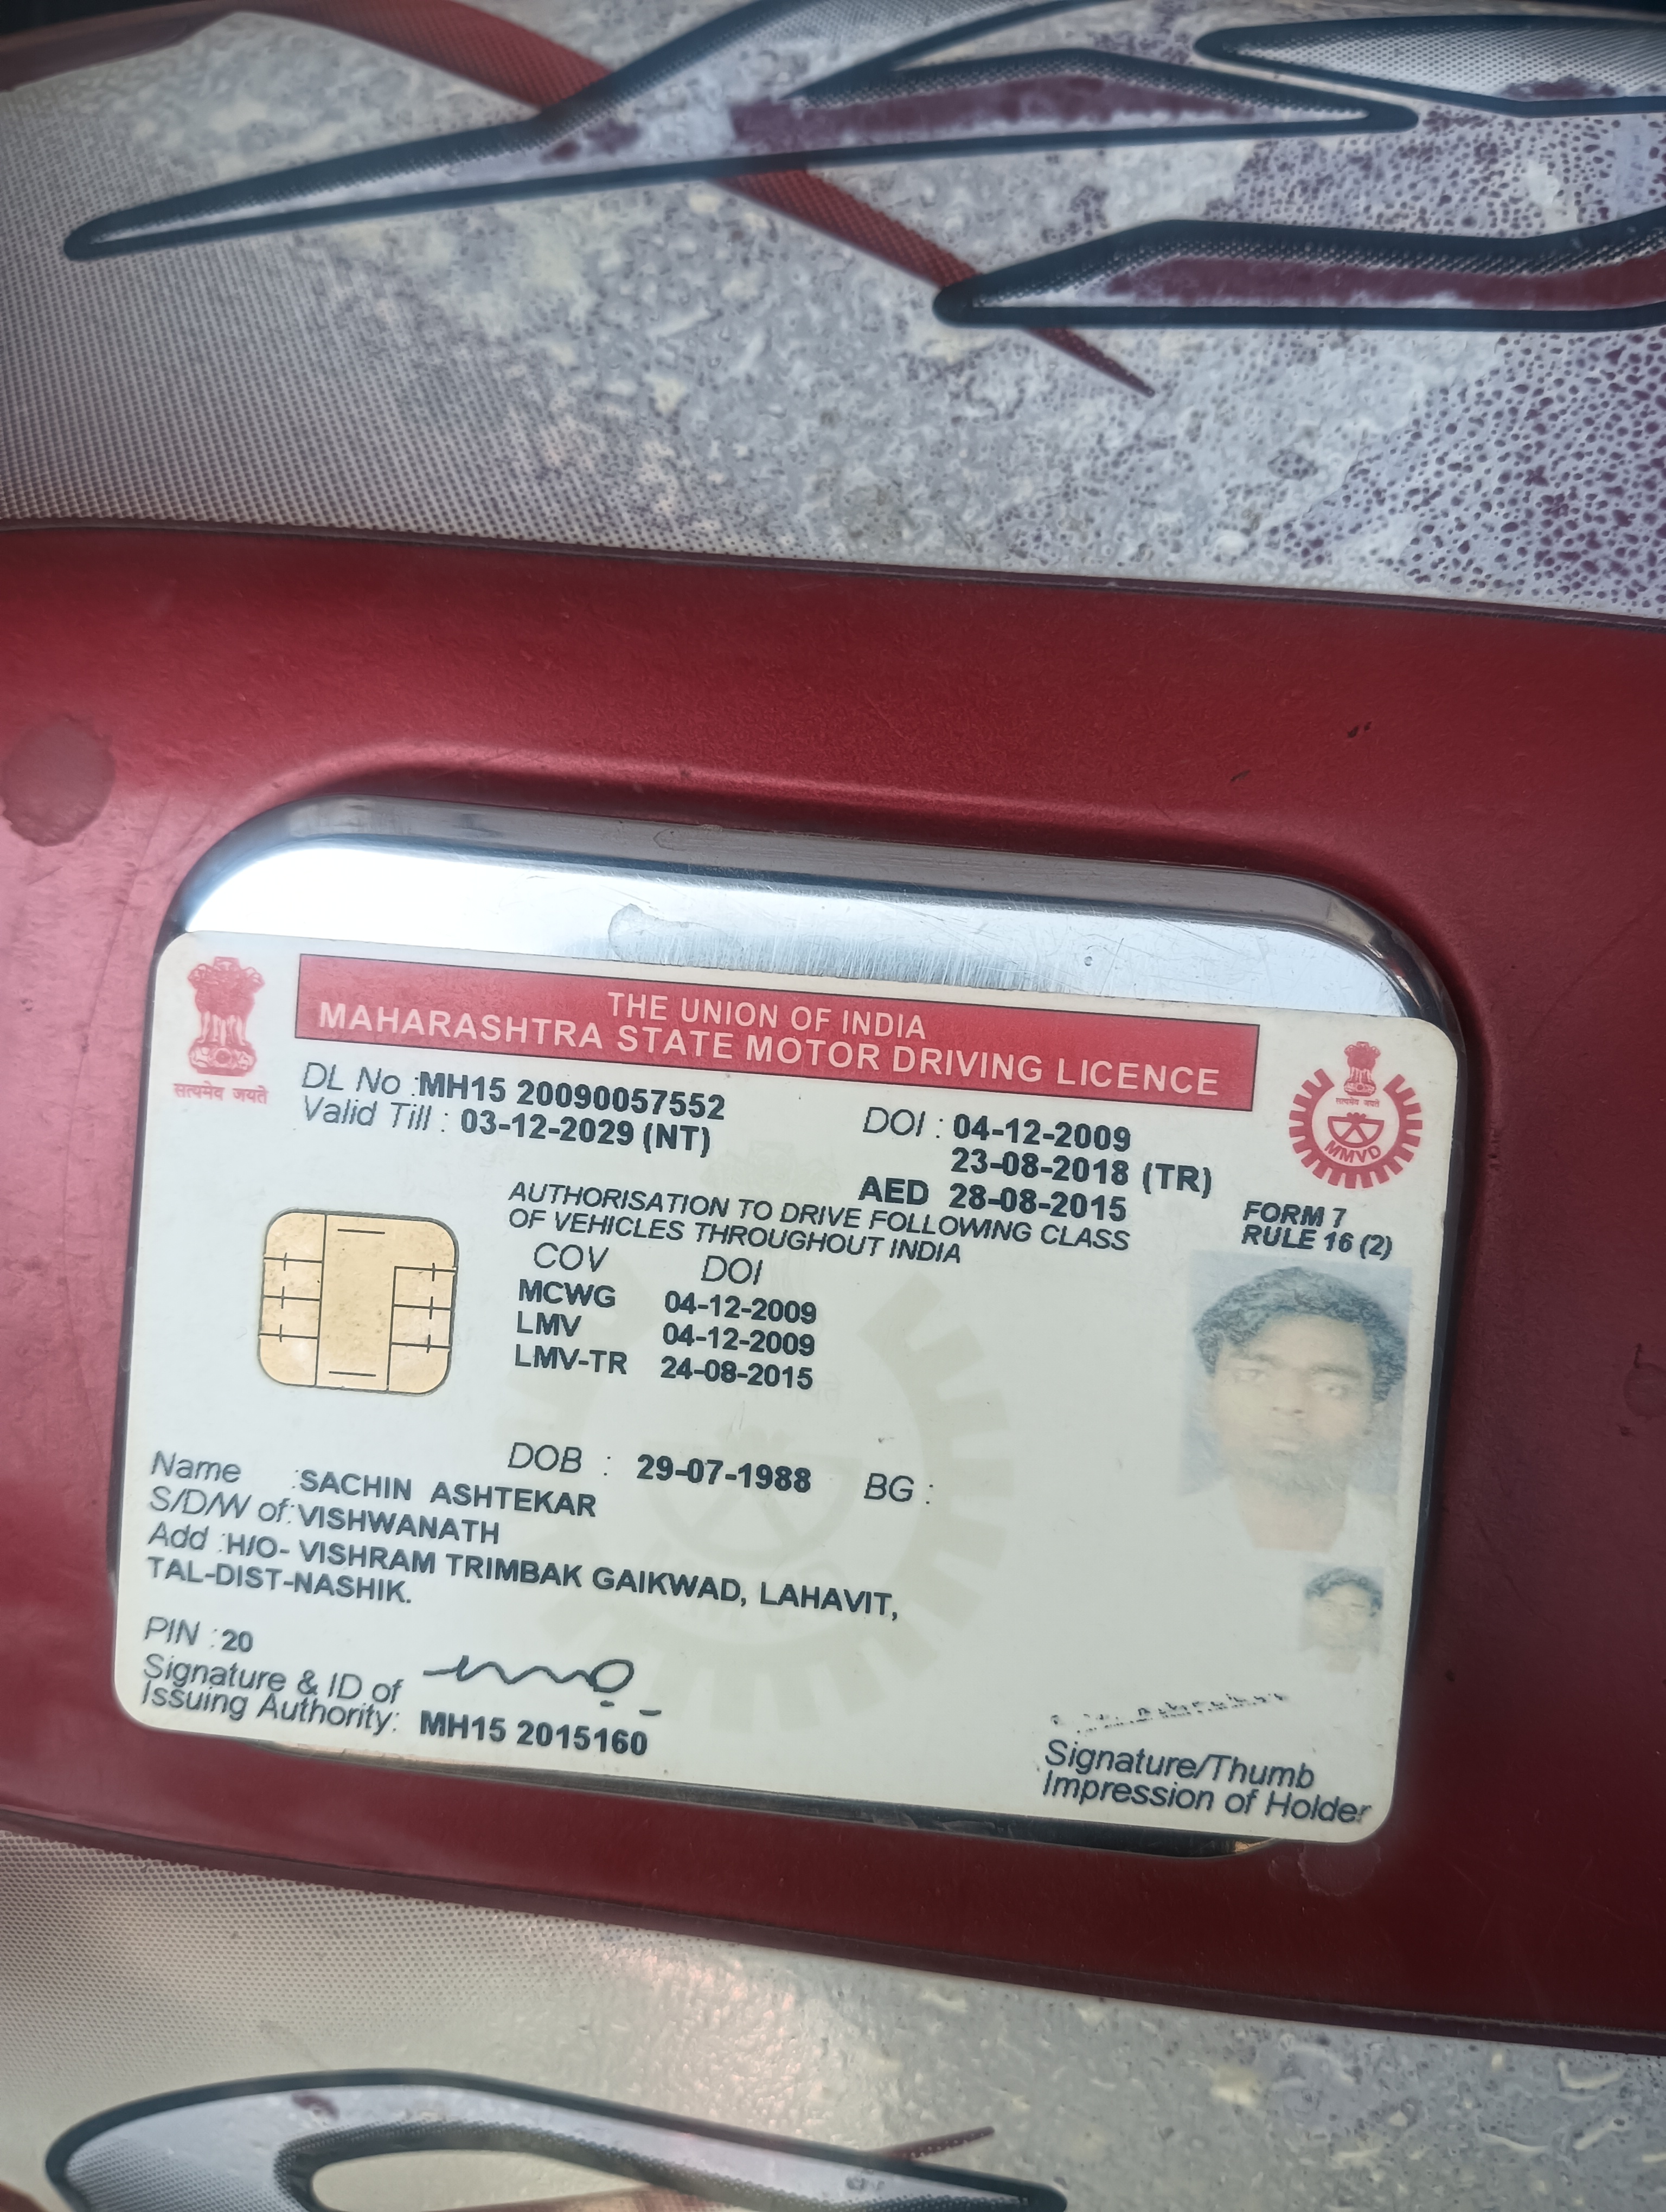 THE UNION OF INDIA
MAHARASHTRA STATE MOTOR DRIVING LICENCE
सत्यमेव जयते
सत्यमेव जयते
MMVD
DL No :MH15 20090057552
DOI : 04-12-2009
Valid Till : 03-12-2029 (NT)
23-08-2018 (TR)
AED 28-08-2015
FORM 7
RULE 16 (2)
AUTHORISATION TO DRIVE FOLLOWING CLASS
OF VEHICLES THROUGHOUT INDIA
COV DOI
MCWG 04-12-2009
LMV 04-12-2009
LMV-TR 24-08-2015
DOB : 29-07-1988 BG :
Name :SACHIN ASHTEKAR
S/D/W of:VISHWANATH
Add :H/O- VISHRAM TRIMBAK GAIKWAD, LAHAVIT,
TAL-DIST-NASHIK.
PIN :20
Signature & ID of
Issuing Authority: MH15 2015160
Signature/Thumb
Impression of Holder